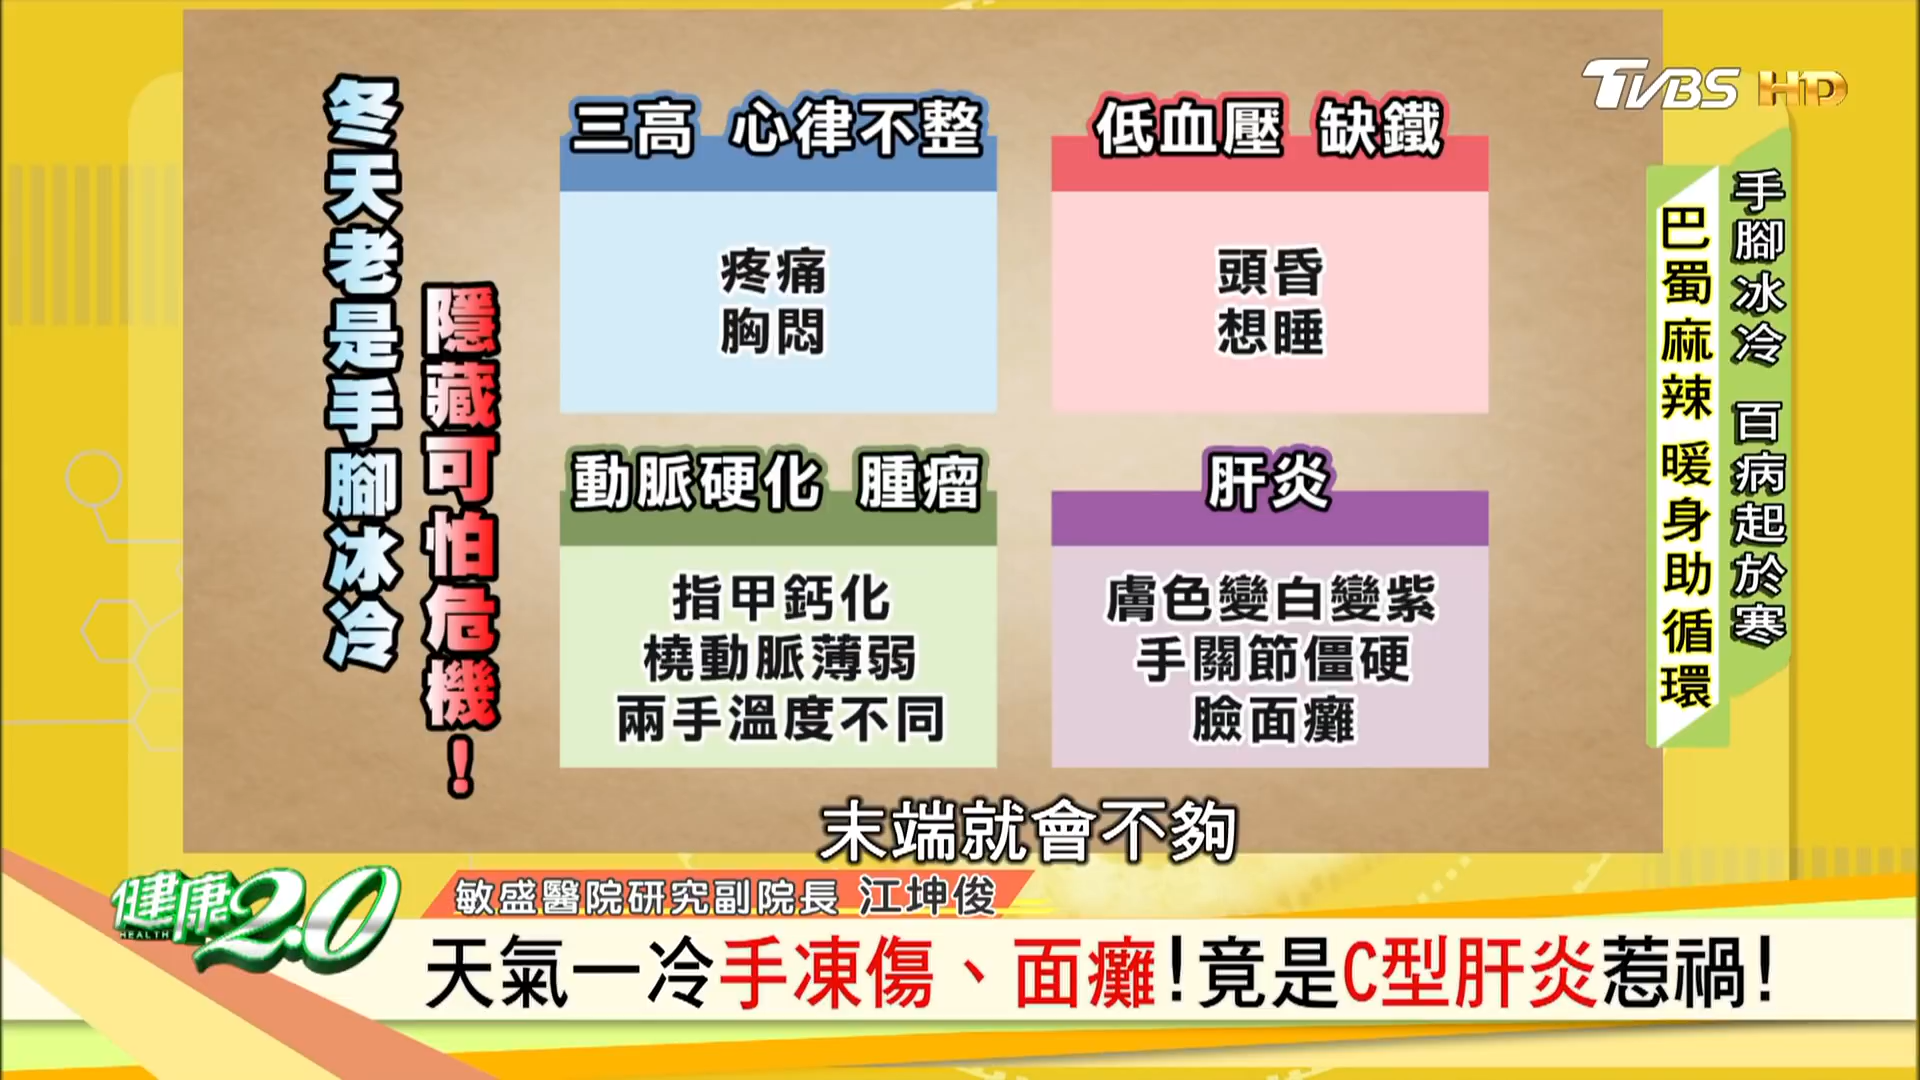 TVBS HD
冬天老是手腳冰冷
隱藏可怕危機!
三高 心律不整
疼痛
胸悶
低血壓 缺鐵
頭昏
想睡
動脈硬化 腫瘤
指甲鈣化
橈動脈薄弱
兩手溫度不同
肝炎
膚色變白變紫
手關節僵硬
臉面癱
手腳冰冷 百病起於寒
巴蜀麻辣 暖身助循環
末端就會不夠
健康2.0
HEALTH
敏盛醫院研究副院長 江坤俊
天氣一冷手凍傷、面癱!竟是C型肝炎惹禍!